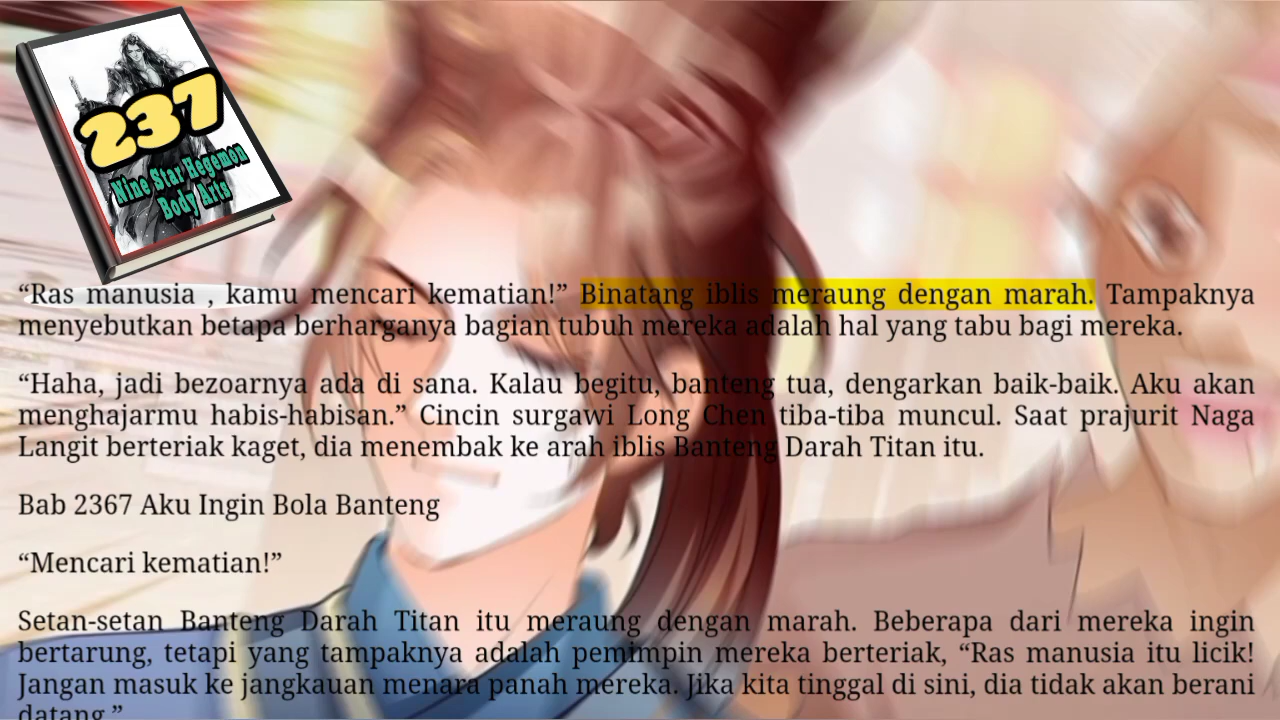 237
Nine Star Hegemon
Body Arts
“Ras manusia , kamu mencari kematian!” Binatang iblis meraung dengan marah. Tampaknya
menyebutkan betapa berharganya bagian tubuh mereka adalah hal yang tabu bagi mereka.
“Haha, jadi bezoarnya ada di sana. Kalau begitu, banteng tua, dengarkan baik-baik. Aku akan
menghajarmu habis-habisan.” Cincin surgawi Long Chen tiba-tiba muncul. Saat prajurit Naga
Langit berteriak kaget, dia menembak ke arah iblis Banteng Darah Titan itu.
Bab 2367 Aku Ingin Bola Banteng
“Mencari kematian!”
Setan-setan Banteng Darah Titan itu meraung dengan marah. Beberapa dari mereka ingin
bertarung, tetapi yang tampaknya adalah pemimpin mereka berteriak, “Ras manusia itu licik!
Jangan masuk ke jangkauan menara panah mereka. Jika kita tinggal di sini, dia tidak akan berani
datang.”